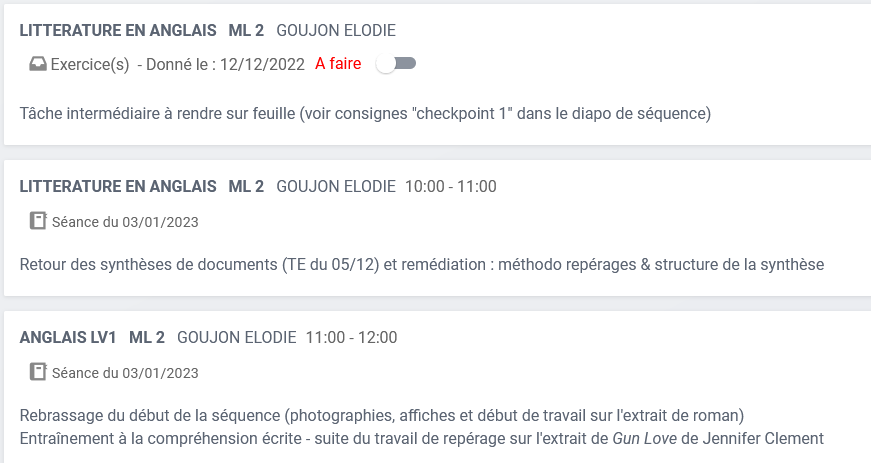 LITTERATURE EN ANGLAIS ML 2 GOUJON ELODIE
Exercice(s) - Donné le : 12/12/2022 A faire
Tâche intermédiaire à rendre sur feuille (voir consignes "checkpoint 1" dans le diapo de séquence)
LITTERATURE EN ANGLAIS ML 2 GOUJON ELODIE 10:00 - 11:00
Séance du 03/01/2023
Retour des synthèses de documents (TE du 05/12) et remédiation : méthodo repérages & structure de la synthèse
ANGLAIS LV1 ML 2 GOUJON ELODIE 11:00 - 12:00
Séance du 03/01/2023
Rebrassage du début de la séquence (photographies, affiches et début de travail sur l'extrait de roman)
Entraînement à la compréhension écrite - suite du travail de repérage sur l'extrait de Gun Love de Jennifer Clement